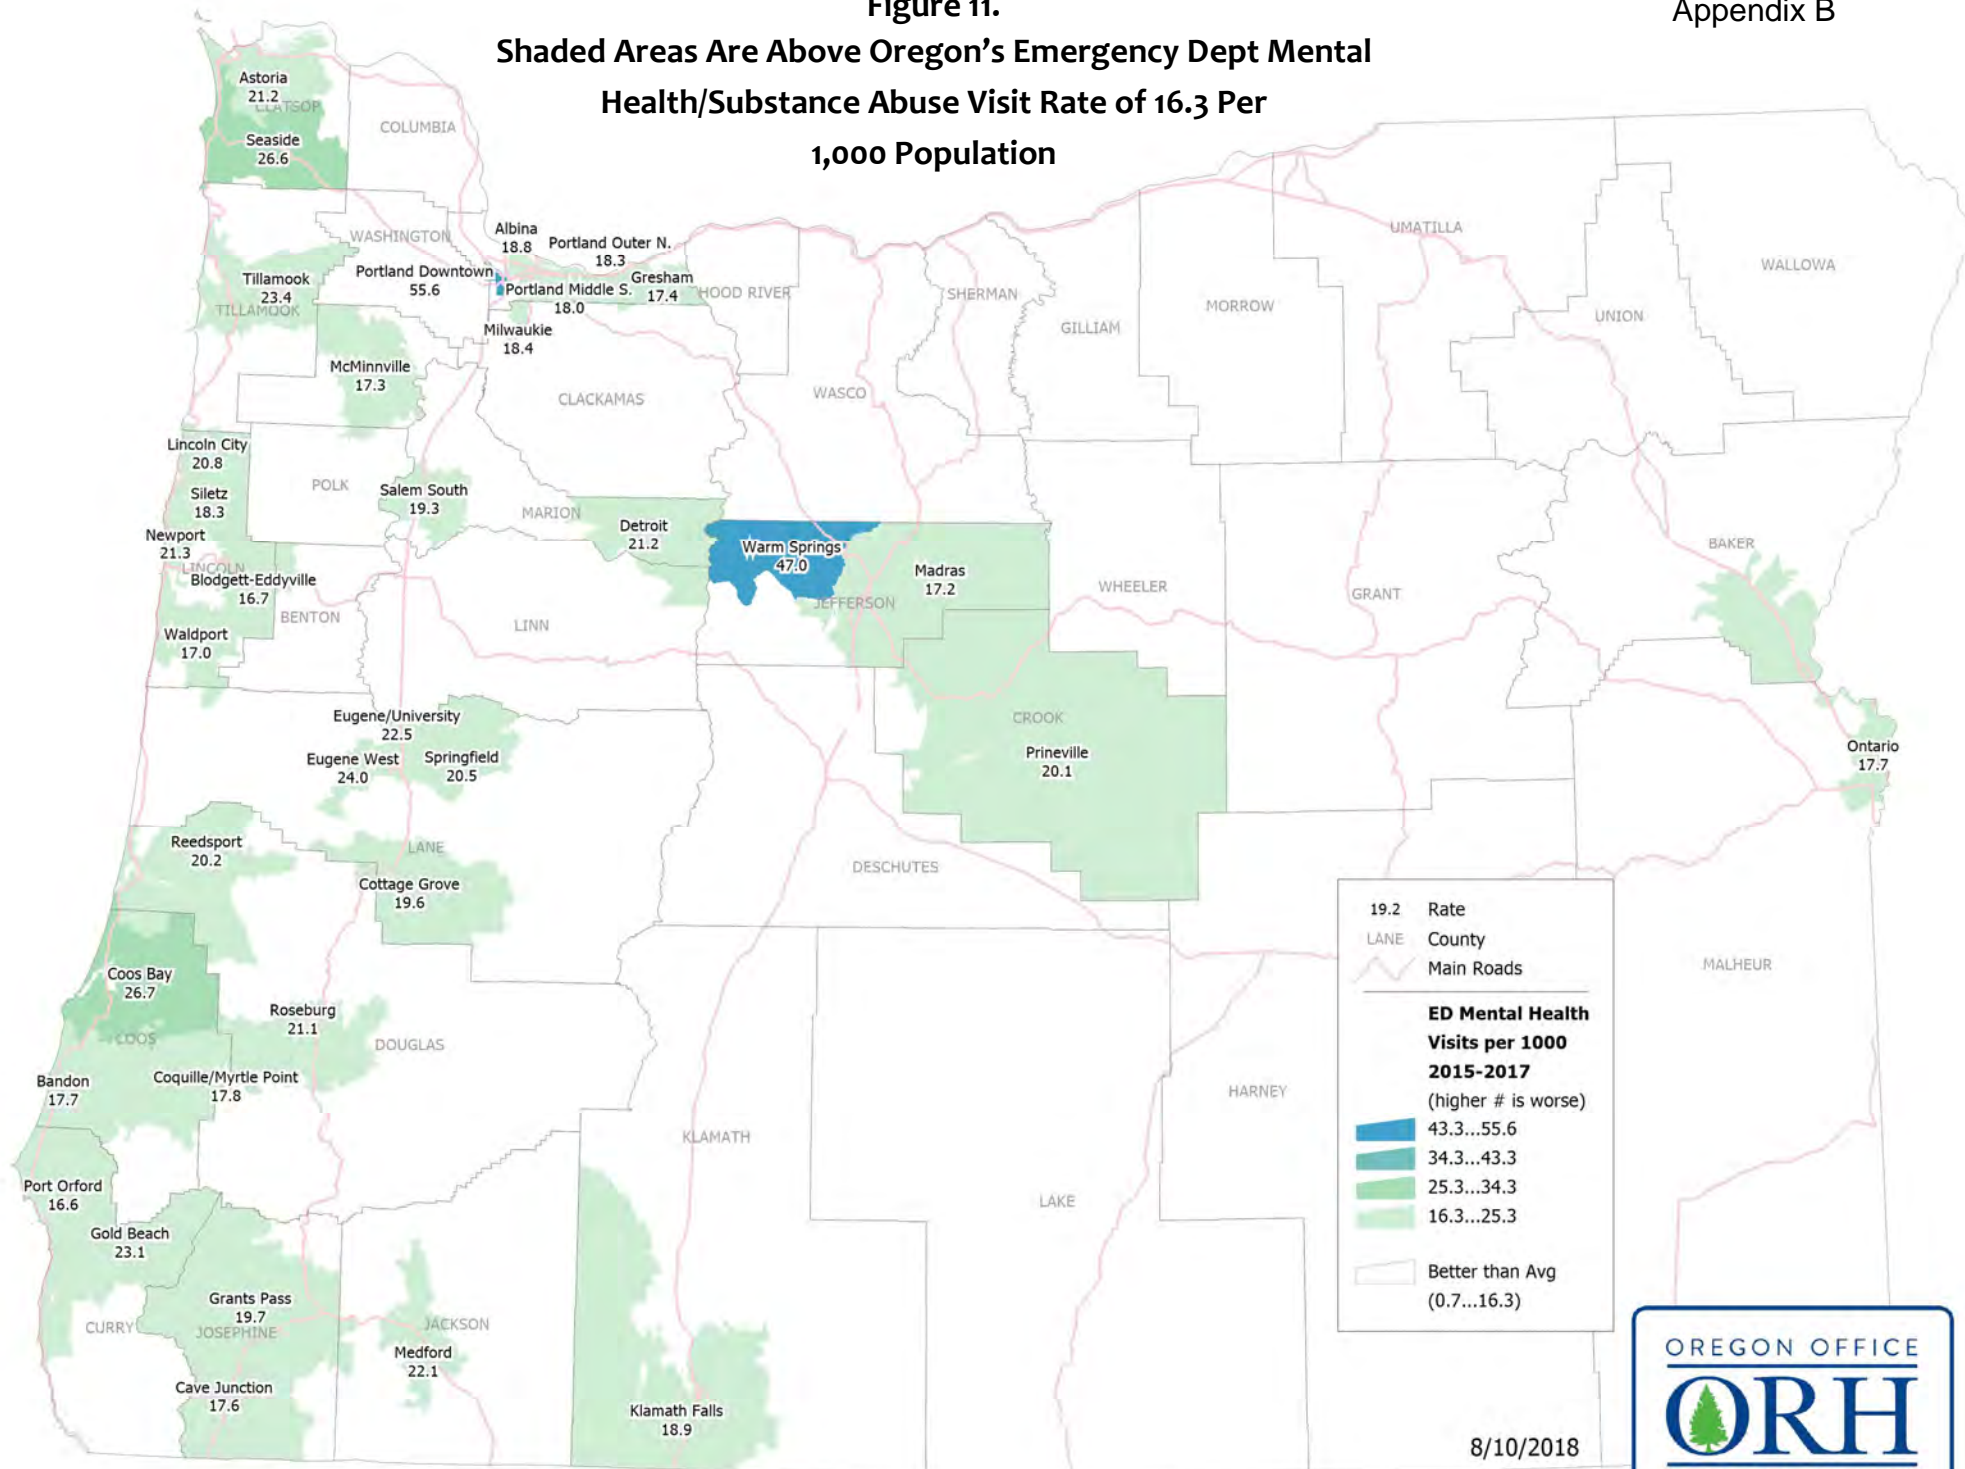 Figure 11.
Appendix B
Shaded Areas Are Above Oregon's Emergency Dept Mental
Health/Substance Abuse Visit Rate of 16.3 Per
1,000 Population
Astoria
21.2
CLATSOP
Seaside
26.6
COLUMBIA
WASHINGTON
Albina
18.8
Portland Outer N.
18.3
Portland Downtown
55.6
Portland Middle S.
18.0
Gresham
17.4
HOOD RIVER
Milwaukie
18.4
Tillamook
23.4
TILLAMOOK
McMinnville
17.3
CLACKAMAS
WASCO
SHERMAN
GILLIAM
MORROW
UMATILLA
UNION
WALLOWA
Lincoln City
20.8
Siletz
18.3
Newport
21.3
LINCOLN
Blodgett-Eddyville
16.7
Waldport
17.0
POLK
Salem South
19.3
MARION
Detroit
21.2
BENTON
LINN
Warm Springs
47.0
JEFFERSON
Madras
17.2
WHEELER
GRANT
BAKER
Eugene/University
22.5
Eugene West
24.0
Springfield
20.5
CROOK
Prineville
20.1
Ontario
17.7
Reedsport
20.2
LANE
Cottage Grove
19.6
DESCHUTES
Coos Bay
26.7
COOS
Roseburg
21.1
DOUGLAS
Bandon
17.7
Coquille/Myrtle Point
17.8
KLAMATH
LAKE
HARNEY
MALHEUR
Port Orford
16.6
Gold Beach
23.1
CURRY
Grants Pass
19.7
JOSEPHINE
Cave Junction
17.6
JACKSON
Medford
22.1
Klamath Falls
18.9
19.2 Rate
LANE County
Main Roads
ED Mental Health
Visits per 1000
2015-2017
(higher # is worse)
43.3...55.6
34.3...43.3
25.3...34.3
16.3...25.3
Better than Avg
(0.7...16.3)
8/10/2018
OREGON OFFICE
ORH